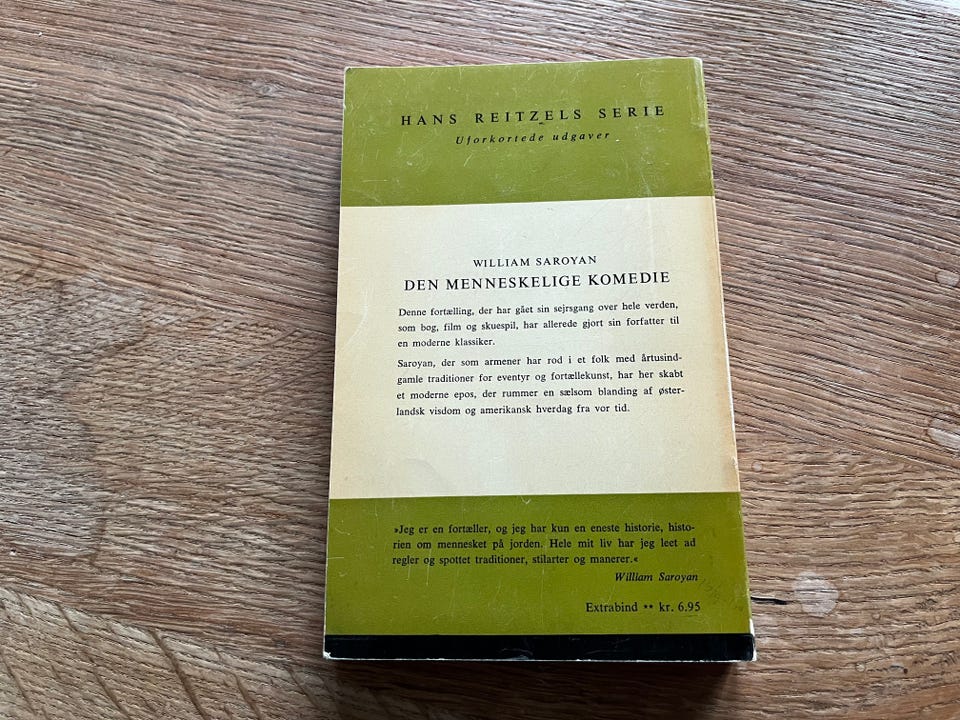 HANS REITZELS SERIE
Uforkortede udgaver
WILLIAM SAROYAN
DEN MENNESKELIGE KOMEDIE
Denne fortælling, der har gået sin sejrsgang over hele verden,
som bog, film og skuespil, har allerede gjort sin forfatter til
en moderne klassiker.
Saroyan, der som armener har rod i et folk med årtusind-
gamle traditioner for eventyr og fortællekunst, har her skabt
et moderne epos, der rummer en sælsom blanding af øster-
landsk visdom og amerikansk hverdag fra vor tid.
»Jeg er en fortæller, og jeg har kun en eneste historie, histo-
rien om mennesket på jorden. Hele mit liv har jeg leet ad
regler og spottet traditioner, stilarter og manerer.«
William Saroyan
Extrabind ** kr. 6.95